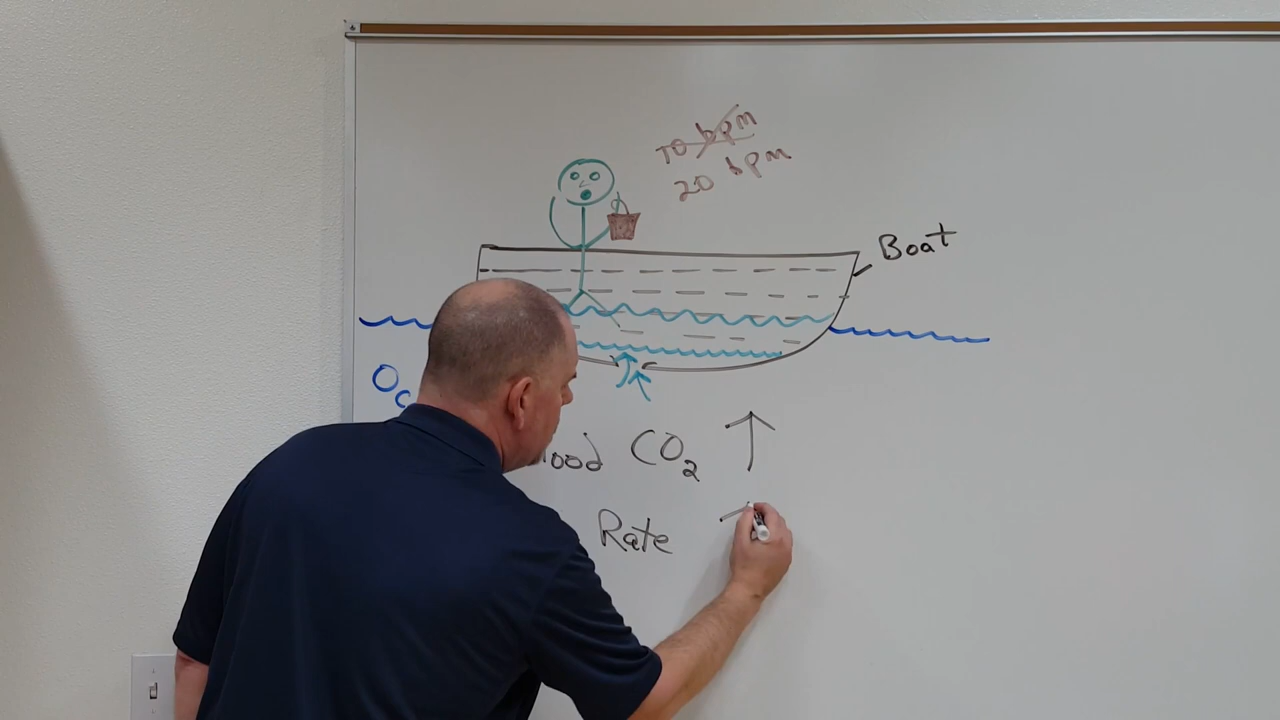 10 bpm
20 bpm
Boat
CO₂ ↑
Rate